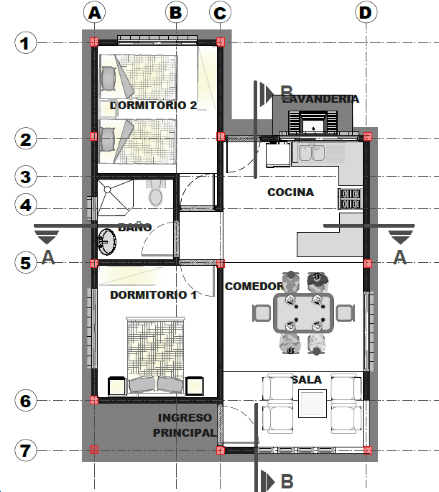 A B C D
1
B
LAVANDERIA
DORMITORIO 2
2
3
COCINA
4
BAÑO
A A
5
COMEDOR
DORMITORIO 1
SALA
6
INGRESO
PRINCIPAL
7
B